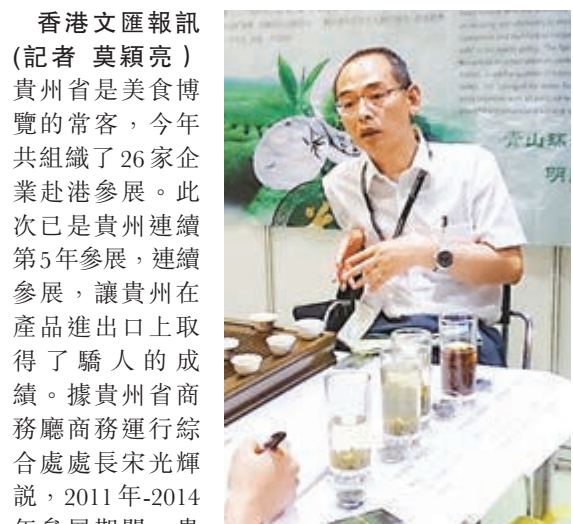 香港文匯報訊
(記者 莫穎亮)
貴州省是美食博
覽的常客，今年
共組織了26家企
業赴港參展。此
次已是貴州連續
第5年參展，連續
參展，讓貴州在
產品進出口上取
得了驕人的成
績。據貴州省商
務廳商務運行綜
合處處長宋光輝
説，2011年-2014
青山
明